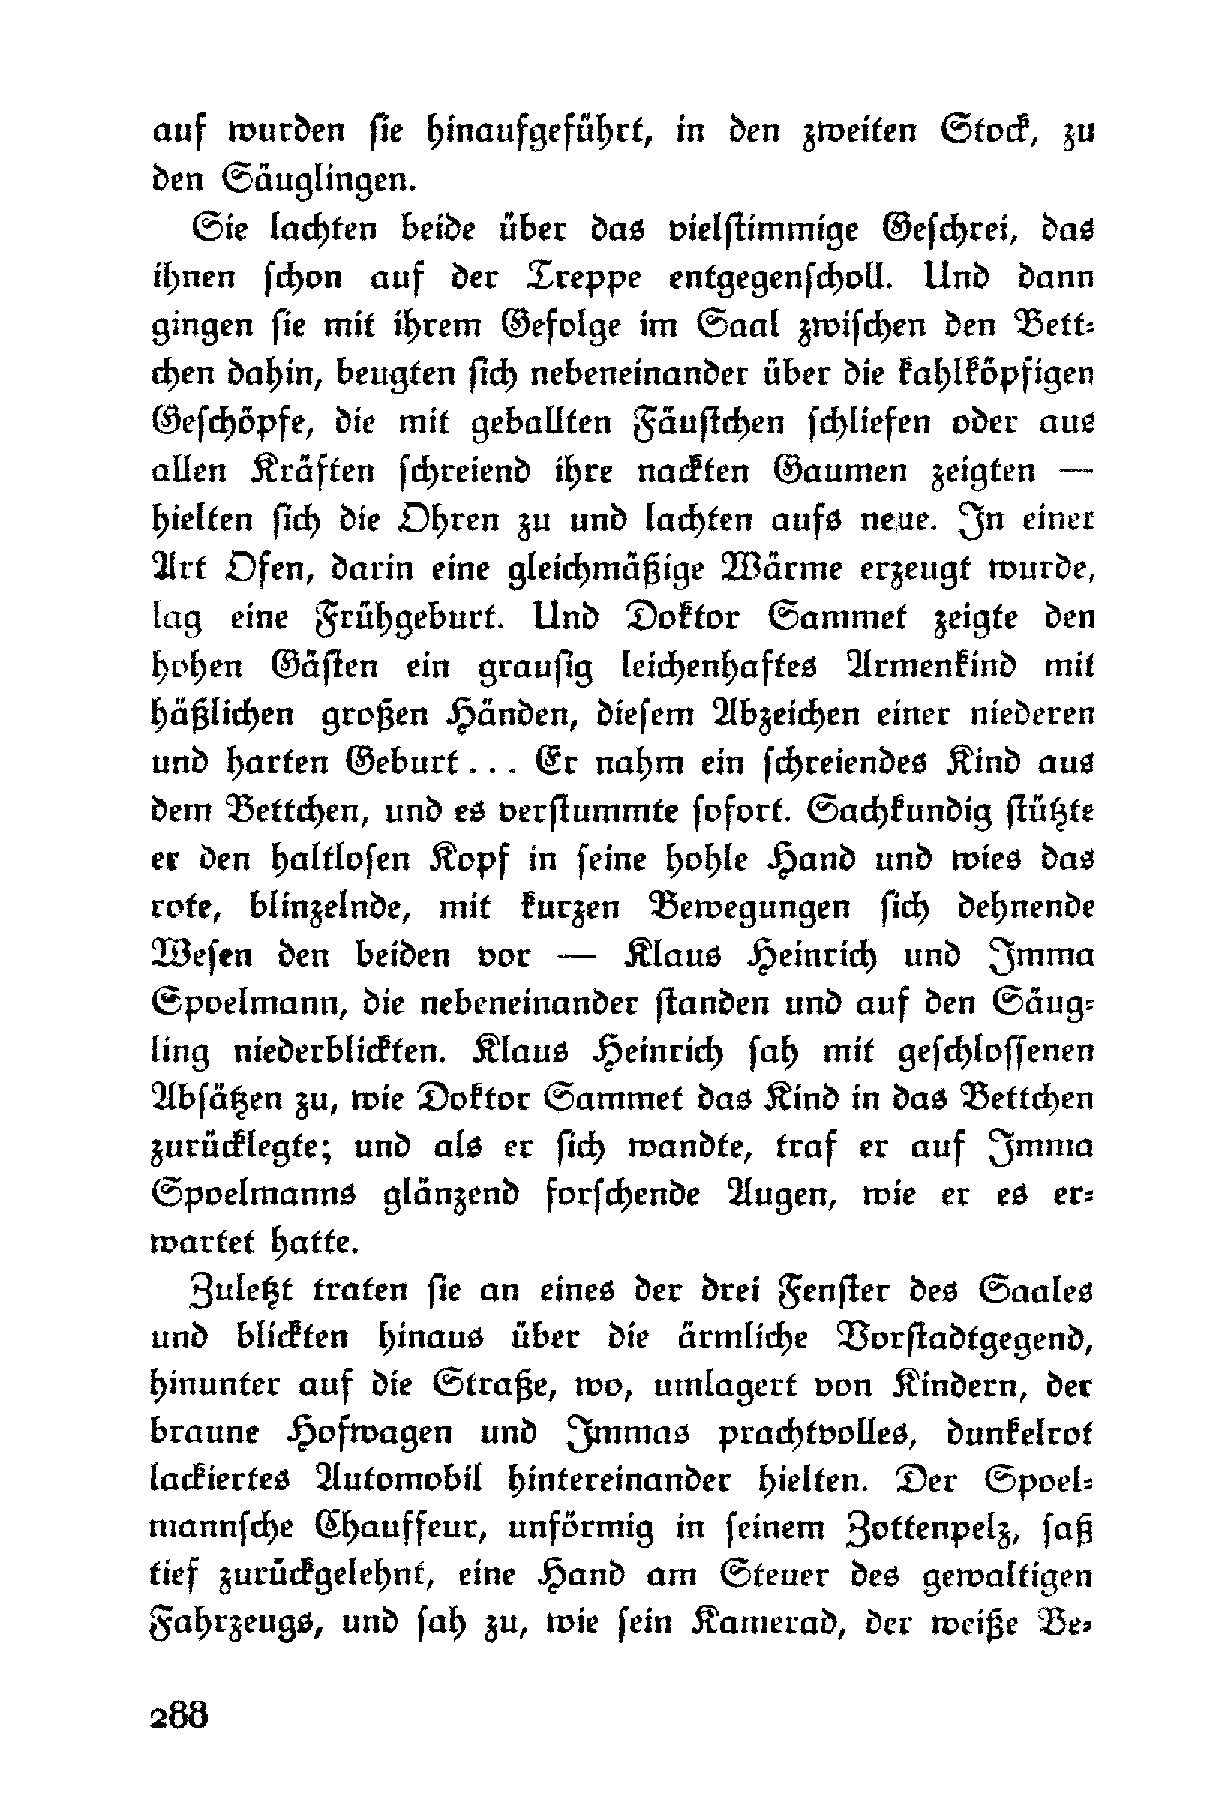 auf wurden sie hinaufgeführt, in den zweiten Stock, zu
den Säuglingen.
Sie lachten beide über das vielstimmige Geschrei, das
ihnen schon auf der Treppe entgegenscholl. Und dann
gingen sie mit ihrem Gefolge im Saal zwischen den Bett-
chen dahin, beugten sich nebeneinander über die kahlköpfigen
Geschöpfe, die mit geballten Fäustchen schliefen oder aus
allen Kräften schreiend ihre nackten Gaumen zeigten —
hielten sich die Ohren zu und lachten aufs neue. In einer
Art Ofen, darin eine gleichmäßige Wärme erzeugt wurde,
lag eine Frühgeburt. Und Doktor Sammet zeigte den
hohen Gästen ein grausig leichenhaftes Armenkind mit
häßlichen großen Händen, diesem Abzeichen einer niederen
und harten Geburt... Er nahm ein schreiendes Kind aus
dem Bettchen, und es verstummte sofort. Sachkundig stützte
er den haltlosen Kopf in seine hohle Hand und wies das
rote, blinzelnde, mit kurzen Bewegungen sich dehnende
Wesen den beiden vor — Klaus Heinrich und Imma
Spoelmann, die nebeneinander standen und auf den Säug-
ling niederblickten. Klaus Heinrich sah mit geschlossenen
Absätzen zu, wie Doktor Sammet das Kind in das Bettchen
zurücklegte; und als er sich wandte, traf er auf Imma
Spoelmanns glänzend forschende Augen, wie er es er-
wartet hatte.
Zuletzt traten sie an eines der drei Fenster des Saales
und blickten hinaus über die ärmliche Vorstadtgegend,
hinunter auf die Straße, wo, umlagert von Kindern, der
braune Hofwagen und Immas prachtvolles, dunkelrot
lackiertes Automobil hintereinander hielten. Der Spoel-
mannsche Chauffeur, unförmig in seinem Zottenpelz, saß
tief zurückgelehnt, eine Hand am Steuer des gewaltigen
Fahrzeugs, und sah zu, wie sein Kamerad, der weiße Be-
288